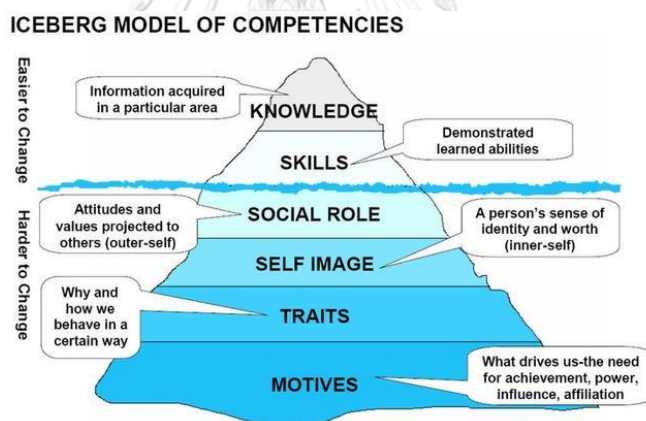 ICEBERG MODEL OF COMPETENCIES
Easier to Change
Information acquired
in a particular area
KNOWLEDGE
Demonstrated
learned abilities
SKILLS
Harder to Change
Attitudes and
values projected to
others (outer-self)
SOCIAL ROLE
A person's sense of
identity and worth
(inner-self)
SELF IMAGE
Why and
how we
behave in a
certain way
TRAITS
What drives us-the need
for achievement, power,
influence, affiliation
MOTIVES